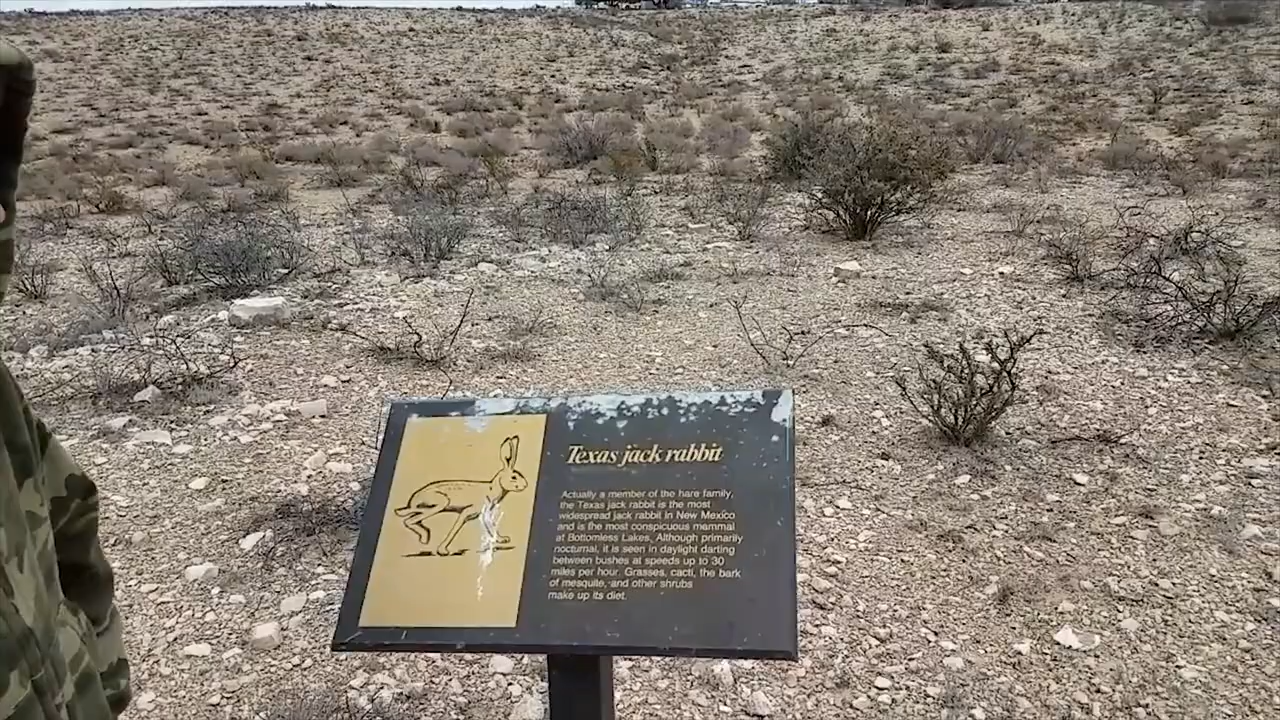 Texas jack rabbit
Actually a member of the hare family,
the Texas jack rabbit is the most
widespread jack rabbit in New Mexico
and is the most conspicuous mammal
at Bottomless Lakes. Although primarily
nocturnal, it is seen in daylight darting
between bushes at speeds up to 30
miles per hour. Grasses, cacti, the bark
of mesquite, and other shrubs
make up its diet.